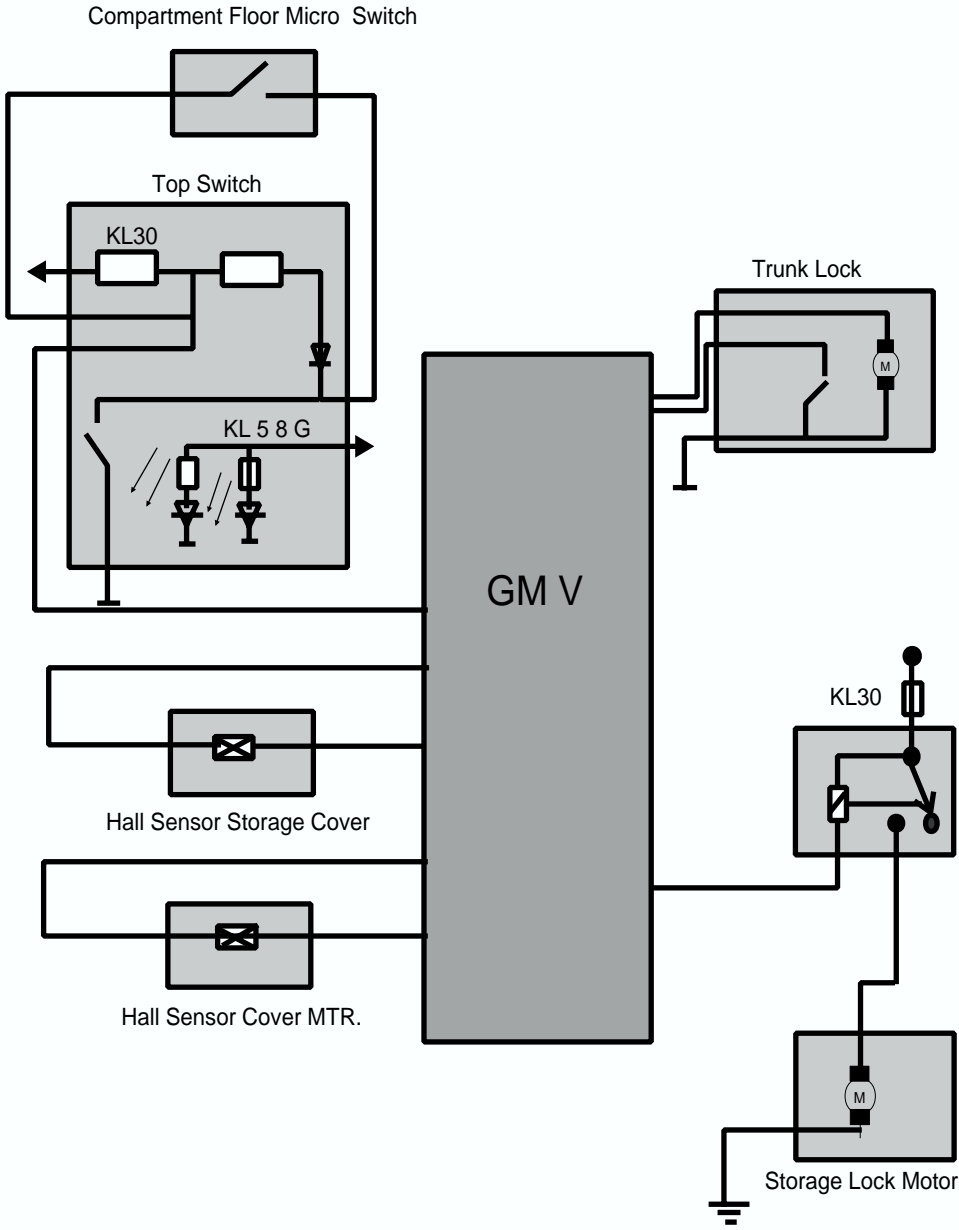 Compartment Floor Micro Switch
Top Switch
KL30
KL 5 8 G
Trunk Lock
M
GM V
KL30
Hall Sensor Storage Cover
Hall Sensor Cover MTR.
M
Storage Lock Motor